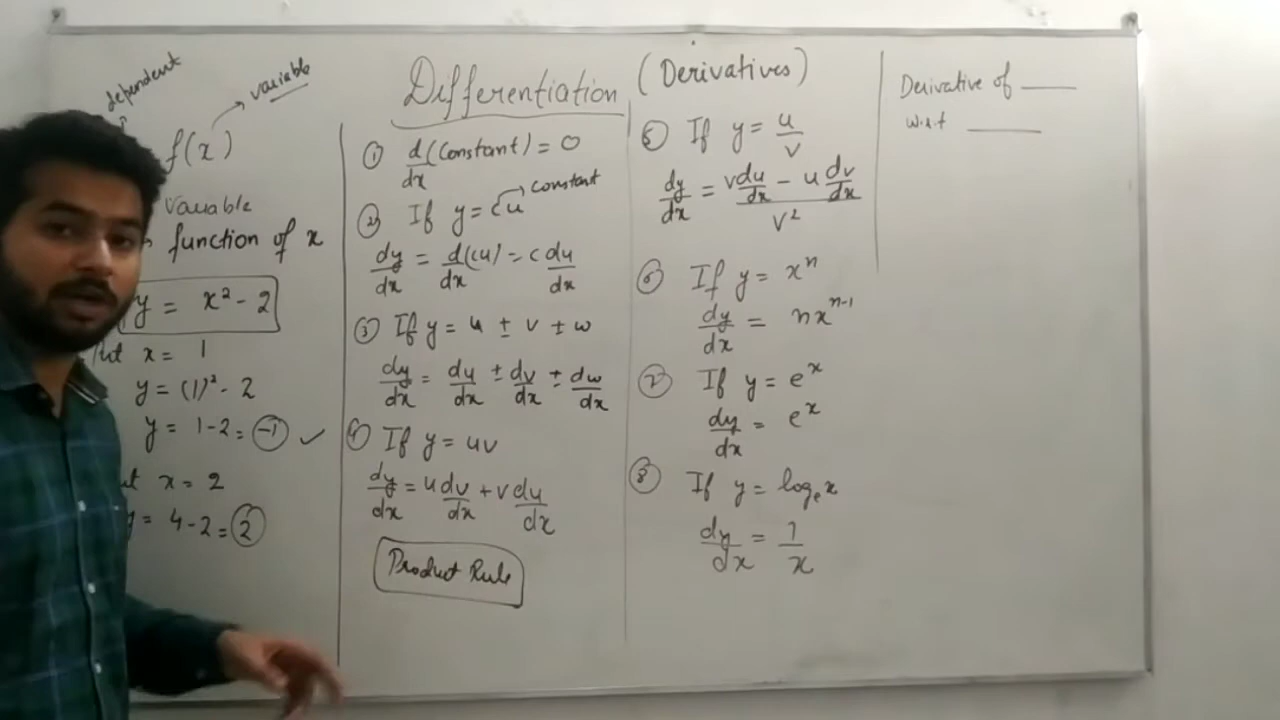 Differentiation (Derivatives)
dependent
variable
f(x)
variable
function of x
y = x² - 2
x = 1
y = (1)² - 2
y = 1 - 2 = -1 ✓
x = 2
= 4 - 2 = 2
① d/dx (Constant) = 0
② If y = cu → constant
dy/dx = d/dx (cu) = c du/dx
③ If y = u ± v ± w
dy/dx = du/dx ± dv/dx ± dw/dx
④ If y = uv
dy/dx = u dv/dx + v du/dx
Product Rule
⑤ If y = u/v
dy/dx = (v du/dx - u dv/dx)/v²
⑥ If y = xⁿ
dy/dx = nxⁿ⁻¹
⑦ If y = eˣ
dy/dx = eˣ
⑧ If y = logₑx
dy/dx = 1/x
Derivative of ____
w.r.t ____